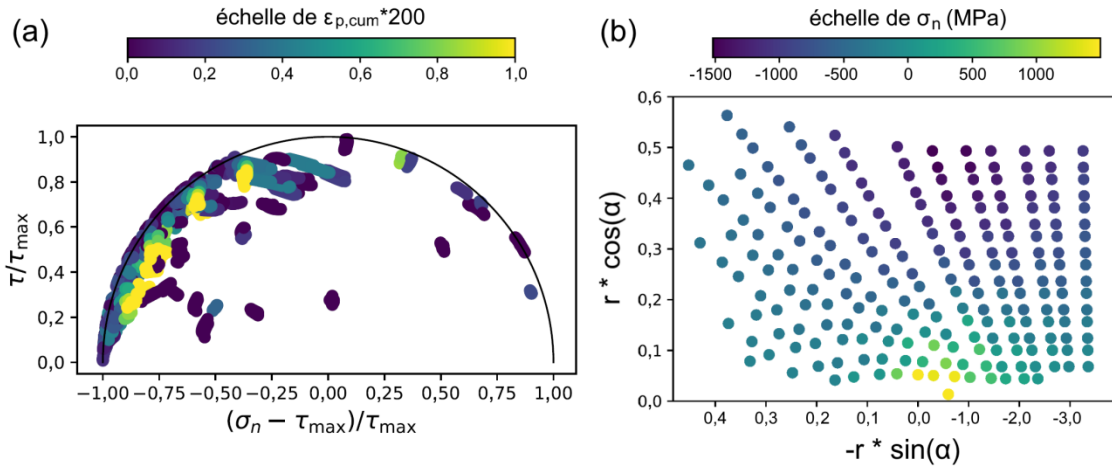 (a)
échelle de εp,cum*200
0,0 0,2 0,4 0,6 0,8 1,0
τ/τmax
1,0
0,8
0,6
0,4
0,2
0,0
−1,00 −0,75 −0,50 −0,25 0,00 0,25 0,50 0,75 1,00
(σn − τmax)/τmax
(b)
échelle de σn (MPa)
-1500 -1000 -500 0 500 1000
r * cos(α)
0,6
0,5
0,4
0,3
0,2
0,1
0,0
0,4 0,3 0,2 0,1 0,0 -1,0 -2,0 -3,0
-r * sin(α)